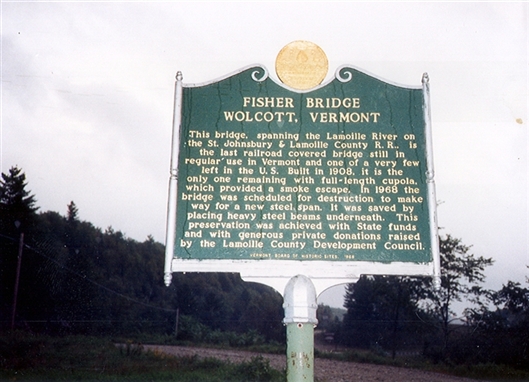 FISHER BRIDGE
WOLCOTT, VERMONT
This bridge, spanning the Lamoille River on
the St. Johnsbury & Lamoille County R.R., is
the last railroad covered bridge still in
regular use in Vermont and one of a very few
left in the U.S. Built in 1908, it is the
only one remaining with full-length cupola,
which provided a smoke escape. In 1968 the
bridge was scheduled for destruction to make
way for a new steel span. It was saved by
placing heavy steel beams underneath. This
preservation was achieved with State funds
and with generous private donations raised
by the Lamoille County Development Council.
VERMONT BOARD OF HISTORIC SITES